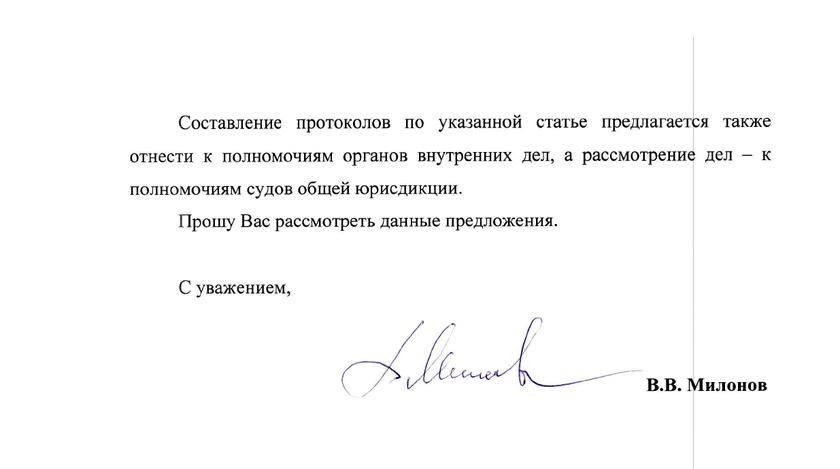 Составление протоколов по указанной статье предлагается также
отнести к полномочиям органов внутренних дел, а рассмотрение дел – к
полномочиям судов общей юрисдикции.
Прошу Вас рассмотреть данные предложения.
С уважением,
В.В. Милонов